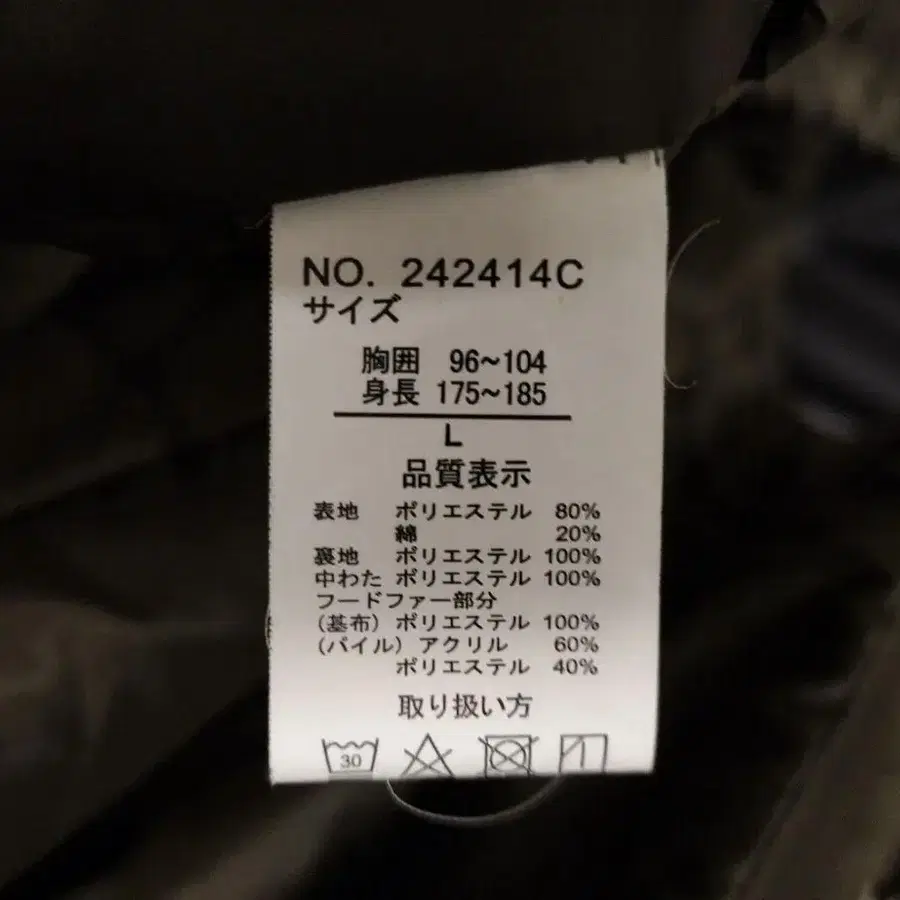 NO. 242414C
サイズ
胸囲 96~104
身長 175~185
L
品質表示
表地 ポリエステル 80%
綿 20%
裏地 ポリエステル 100%
中わた ポリエステル 100%
フードファー部分
(基布) ポリエステル 100%
(パイル) アクリル 60%
ポリエステル 40%
取り扱い方
30